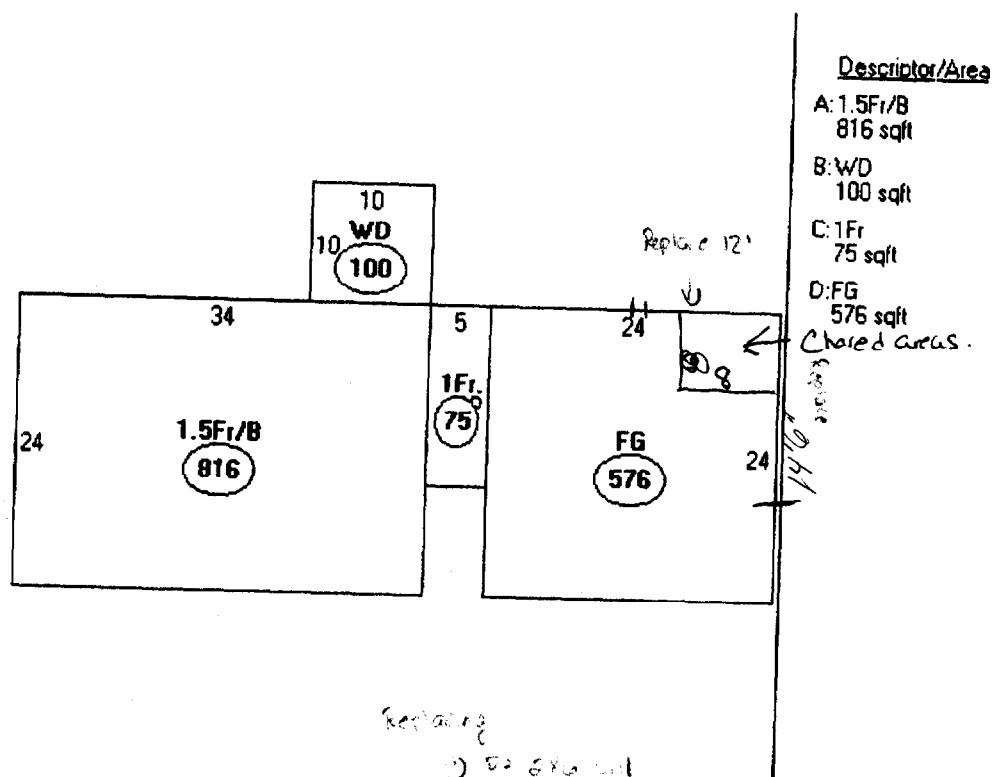 Descriptor/Area
A: 1.5Fr/B
816 sqft
B: WD
100 sqft
C: 1Fr
75 sqft
D: FG
576 sqft
Chared areas.
10
WD
10
100
Replace 12'
34
5
24
8
1Fr.
75
1.5Fr/B
816
24
FG
576
24
14'6"
Replacing